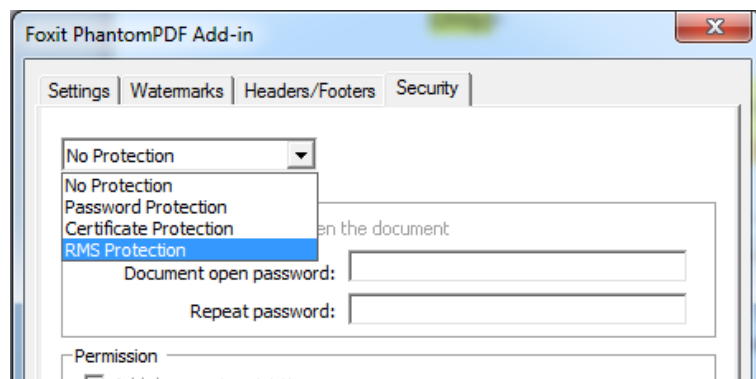 Foxit PhantomPDF Add-in
Settings Watermarks Headers/Footers Security
No Protection
No Protection
Password Protection
Certificate Protection en the document
RMS Protection
Document open password:
Repeat password:
Permission